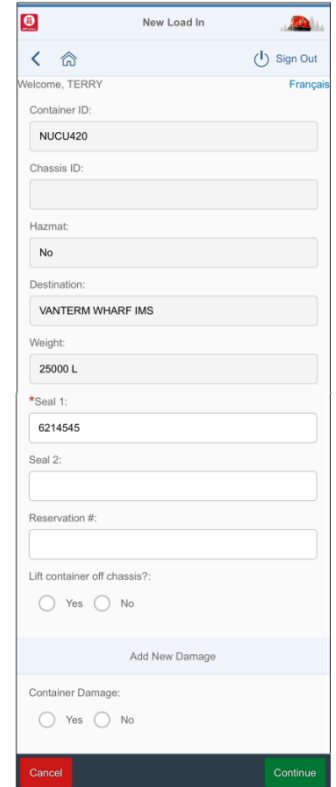 New Load In
Sign Out
Welcome, TERRY
Français
Container ID:
NUCU420
Chassis ID:
Hazmat:
No
Destination:
VANTERM WHARF IMS
Weight:
25000 L
*Seal 1:
6214545
Seal 2:
Reservation #:
Lift container off chassis?:
Yes No
Add New Damage
Container Damage:
Yes No
Cancel
Continue